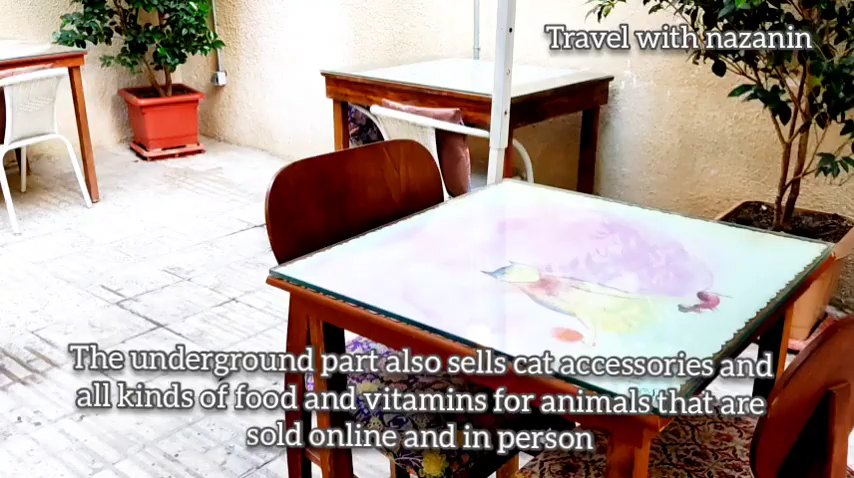 Travel with nazanin
The underground part also sells cat accessories and
all kinds of food and vitamins for animals that are
sold online and in person